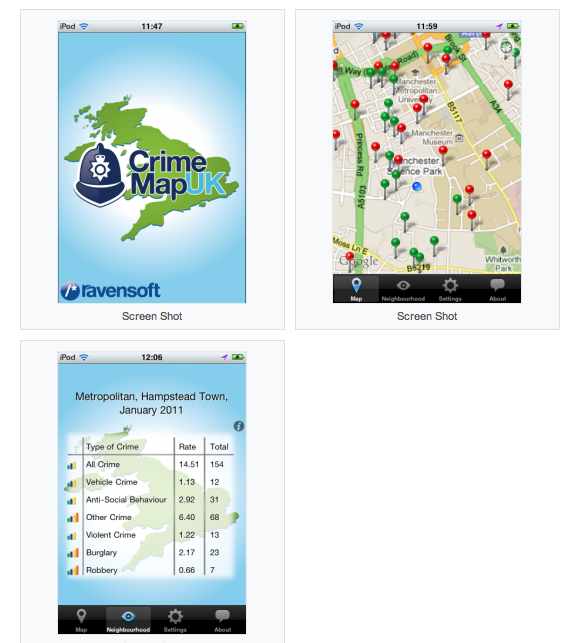 iPod 11:47
Crime
MapUK
ravensoft
Screen Shot
iPod 11:59
Brook St
A34
Manchester
Metropolitan
University
B5117
Manchester
Museum
Princess Rd
Manchester
Science Park
A5103
Moss Ln E
Google
B5219
Whitworth
Park
Map Neighbourhood Settings About
Screen Shot
iPod 12:06
Metropolitan, Hampstead Town,
January 2011
Type of Crime Rate Total
All Crime 14.51 154
Vehicle Crime 1.13 12
Anti-Social Behaviour 2.92 31
Other Crime 6.40 68
Violent Crime 1.22 13
Burglary 2.17 23
Robbery 0.66 7
Map Neighbourhood Settings About